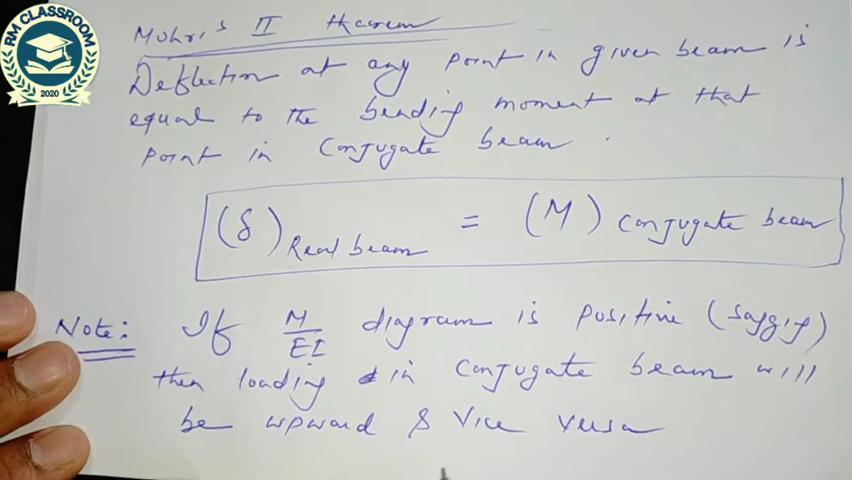 RM CLASSROOM
2020
Mohr's II theorem
Deflection at any point in given beam is
equal to the bending moment at that
point in Conjugate beam.
(δ) Real beam = (M) Conjugate beam
Note: If M/EI diagram is positive (sagging)
then loading in Conjugate beam will
be upward & Vice Versa